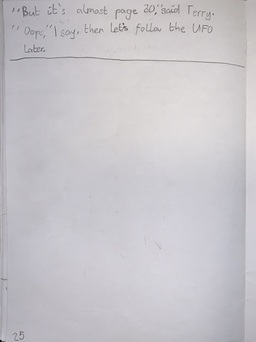 "But it's almost page 30," said Terry.
"Oops," I say, then let's follow the UFO
Later.
25